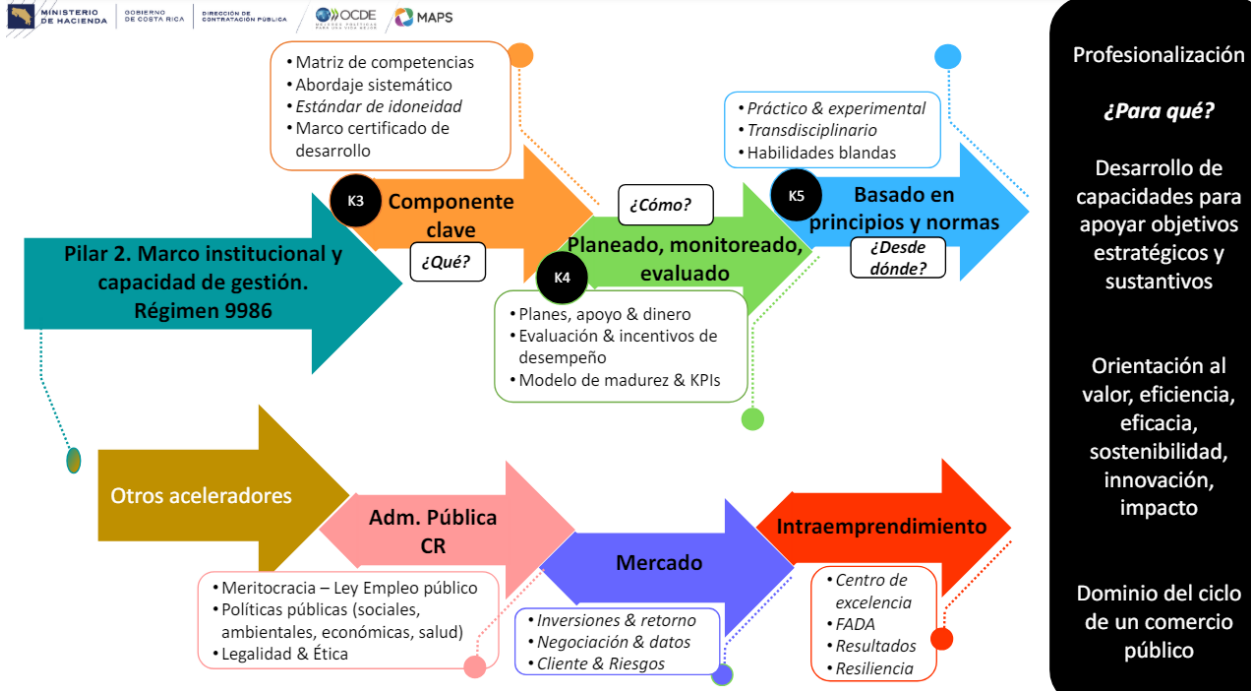 MINISTERIO
DE HACIENDA
GOBIERNO
DE COSTA RICA
DIRECCIÓN DE
CONTRATACIÓN PÚBLICA
OCDE
MEJORES POLÍTICAS
PARA UNA VIDA MEJOR
MAPS
• Matriz de competencias
• Abordaje sistemático
• Estándar de idoneidad
• Marco certificado de
desarrollo
• Práctico & experimental
• Transdisciplinario
• Habilidades blandas
K3
Componente
clave
¿Qué?
¿Cómo?
Planeado, monitoreado,
evaluado
K4
K5
Basado en
principios y normas
¿Desde
dónde?
Pilar 2. Marco institucional y
capacidad de gestión.
Régimen 9986
• Planes, apoyo & dinero
• Evaluación & incentivos de
desempeño
• Modelo de madurez & KPIs
Otros aceleradores
Adm. Pública
CR
Mercado
Intraemprendimiento
• Meritocracia – Ley Empleo público
• Políticas públicas (sociales,
ambientales, económicas, salud)
• Legalidad & Ética
• Inversiones & retorno
• Negociación & datos
• Cliente & Riesgos
• Centro de
excelencia
• FADA
• Resultados
• Resiliencia
Profesionalización
¿Para qué?
Desarrollo de
capacidades para
apoyar objetivos
estratégicos y
sustantivos
Orientación al
valor, eficiencia,
eficacia,
sostenibilidad,
innovación,
impacto
Dominio del ciclo
de un comercio
público